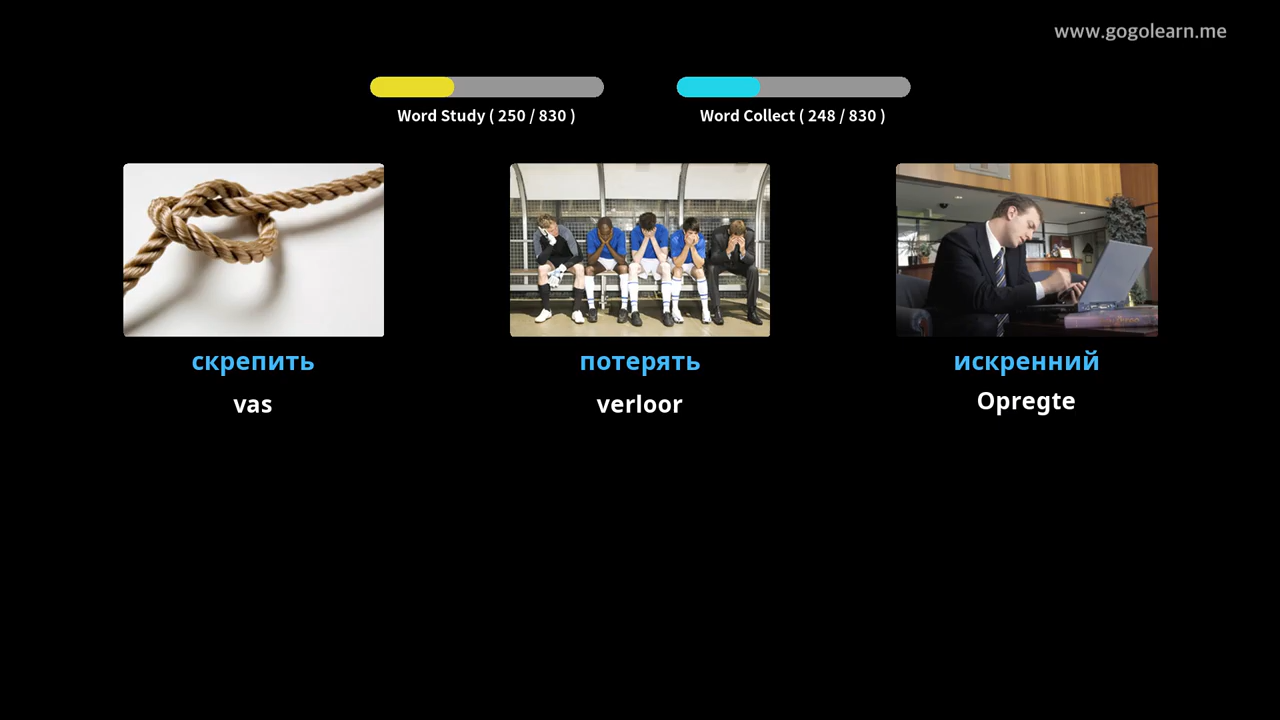 www.gogolearn.me
Word Study ( 250 / 830 )
Word Collect ( 248 / 830 )
скрепить
vas
потерять
verloor
искренний
Opregte